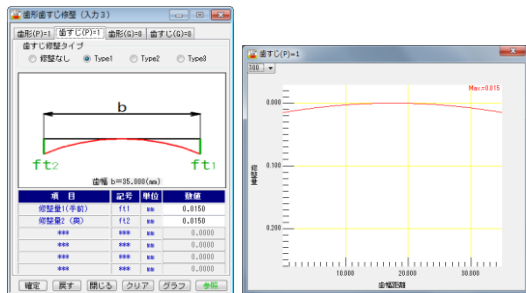 歯形歯すじ修整 (入力3)
歯形(P)=1 歯すじ(P)=1 歯形(G)=0 歯すじ(G)=0
歯すじ修整タイプ
修整なし Type1 Type2 Type3
b
ft2 ft1
歯幅 b=35.000(mm)
項 目 記号 単位 数値
修整量1(手前) ft1 mm 0.0150
修整量2 (奥) ft2 mm 0.0150
*** *** mm 0.0000
*** *** mm 0.0000
*** *** mm 0.0000
*** *** mm 0.0000
確定 戻す 閉じる クリア グラフ 参照
歯すじ(P)=1
300
Max.=0.015
0.000
0.100
修整量
0.200
10.000 20.000 30.000
歯幅距離